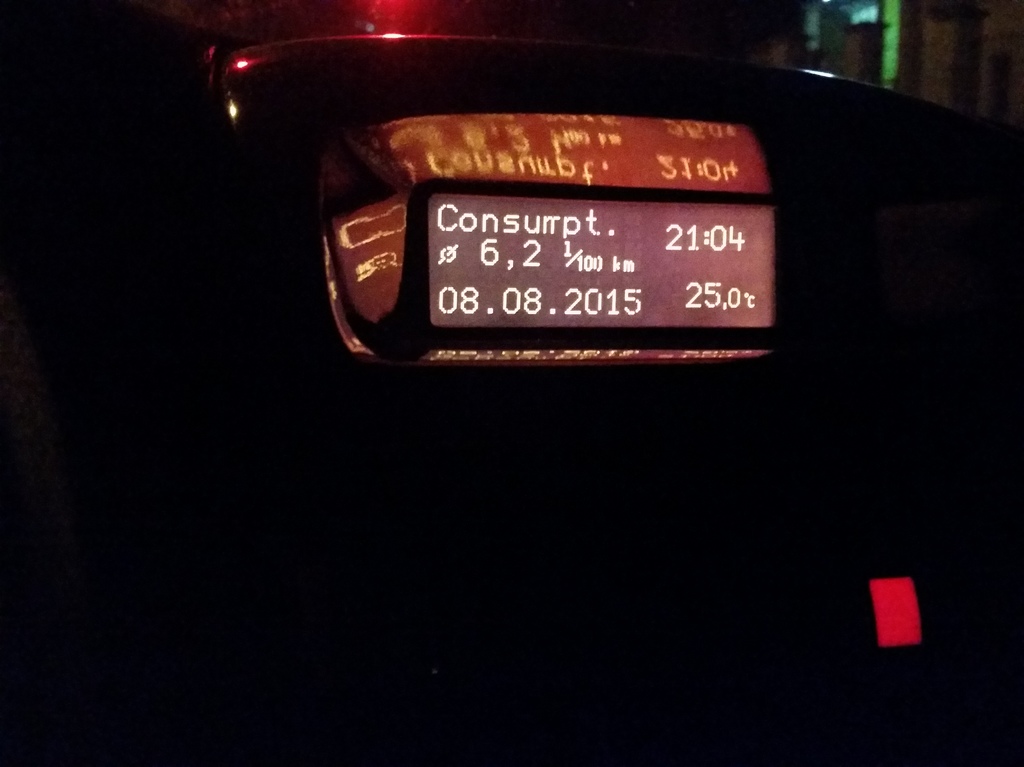 Consumpt.
21:04
ø 6,2 l/100 km
08.08.2015
25,0°C